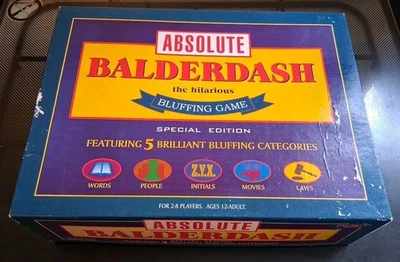 ABSOLUTE
BALDERDASH
the hilarious
BLUFFING GAME
SPECIAL EDITION
FEATURING 5 BRILLIANT BLUFFING CATEGORIES
Z.Y.X.
WORDS PEOPLE INITIALS MOVIES LAWS
FOR 2-8 PLAYERS. AGES 12-ADULT.
ABSOLUTE
BALDERDASH